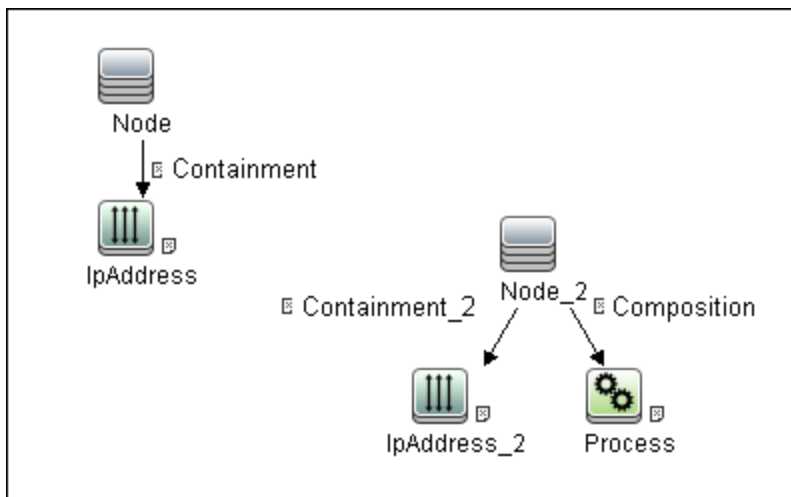 Node
Containment
IpAddress
Node_2
Containment_2
Composition
IpAddress_2
Process